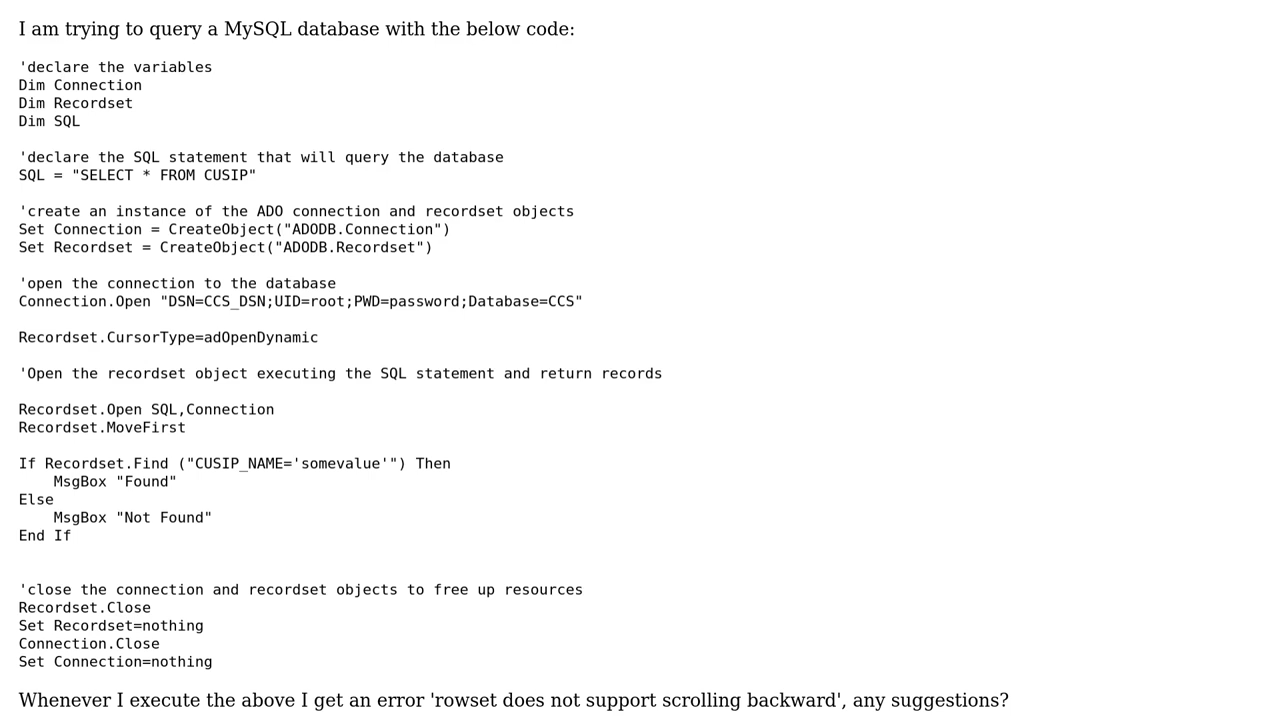 I am trying to query a MySQL database with the below code:
'declare the variables
Dim Connection
Dim Recordset
Dim SQL
'declare the SQL statement that will query the database
SQL = "SELECT * FROM CUSIP"
'create an instance of the ADO connection and recordset objects
Set Connection = CreateObject("ADODB.Connection")
Set Recordset = CreateObject("ADODB.Recordset")
'open the connection to the database
Connection.Open "DSN=CCS_DSN;UID=root;PWD=password;Database=CCS"
Recordset.CursorType=adOpenDynamic
'Open the recordset object executing the SQL statement and return records
Recordset.Open SQL,Connection
Recordset.MoveFirst
If Recordset.Find ("CUSIP_NAME='somevalue'") Then
    MsgBox "Found"
Else
    MsgBox "Not Found"
End If
'close the connection and recordset objects to free up resources
Recordset.Close
Set Recordset=nothing
Connection.Close
Set Connection=nothing
Whenever I execute the above I get an error 'rowset does not support scrolling backward', any suggestions?